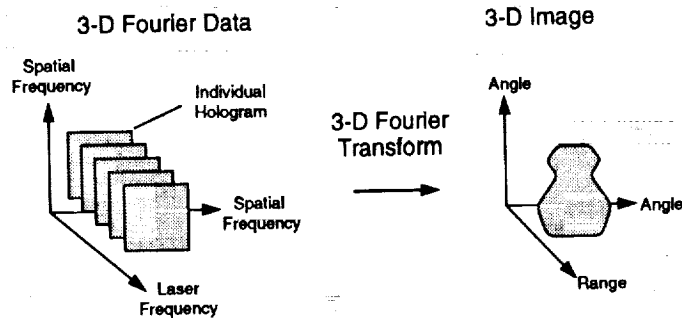 3-D Fourier Data
3-D Image
Spatial
Frequency
Individual
Hologram
3-D Fourier
Transform
Angle
Spatial
Frequency
Angle
Laser
Frequency
Range